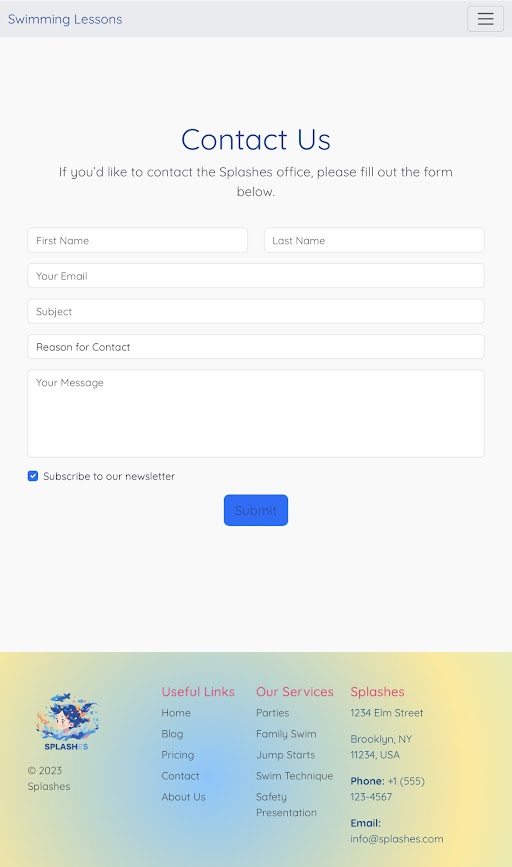 Swimming Lessons
Contact Us
If you'd like to contact the Splashes office, please fill out the form
below.
First Name
Last Name
Your Email
Subject
Reason for Contact
Your Message
Subscribe to our newsletter
Submit
SPLASHES
© 2023
Splashes
Useful Links
Home
Blog
Pricing
Contact
About Us
Our Services
Parties
Family Swim
Jump Starts
Swim Technique
Safety
Presentation
Splashes
1234 Elm Street
Brooklyn, NY
11234, USA
Phone: +1 (555)
123-4567
Email:
info@splashes.com